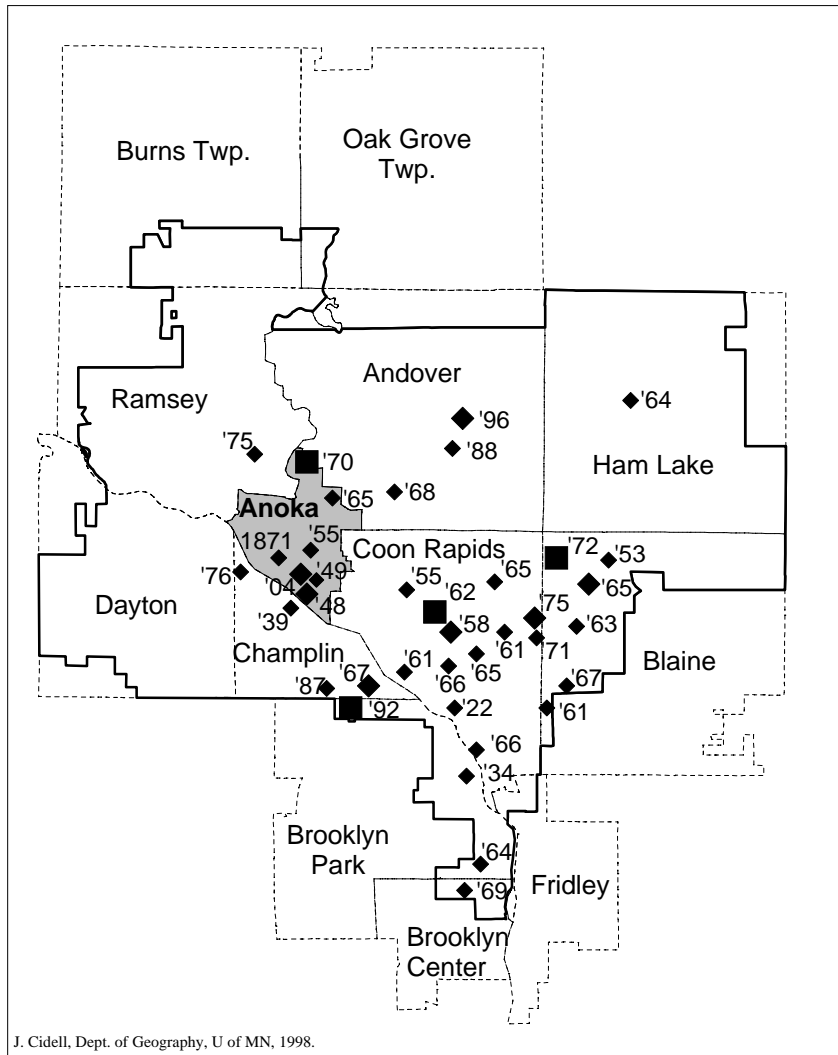 Burns Twp.
Oak Grove
Twp.
Andover
Ramsey
'64
'96
'75
'88
'70
Ham Lake
'68
'65
Anoka
'55
1871
Coon Rapids
'72
'53
'76
'49
'65
'65
'04
'55
'62
Dayton
'48
'75
'39
'58
'63
'61
'71
Champlin
'65
Blaine
'61
'66
'67
'67
'87
'92
'22
'61
'66
'34
Brooklyn
Park
'64
Fridley
'69
Brooklyn
Center
J. Cidell, Dept. of Geography, U of MN, 1998.